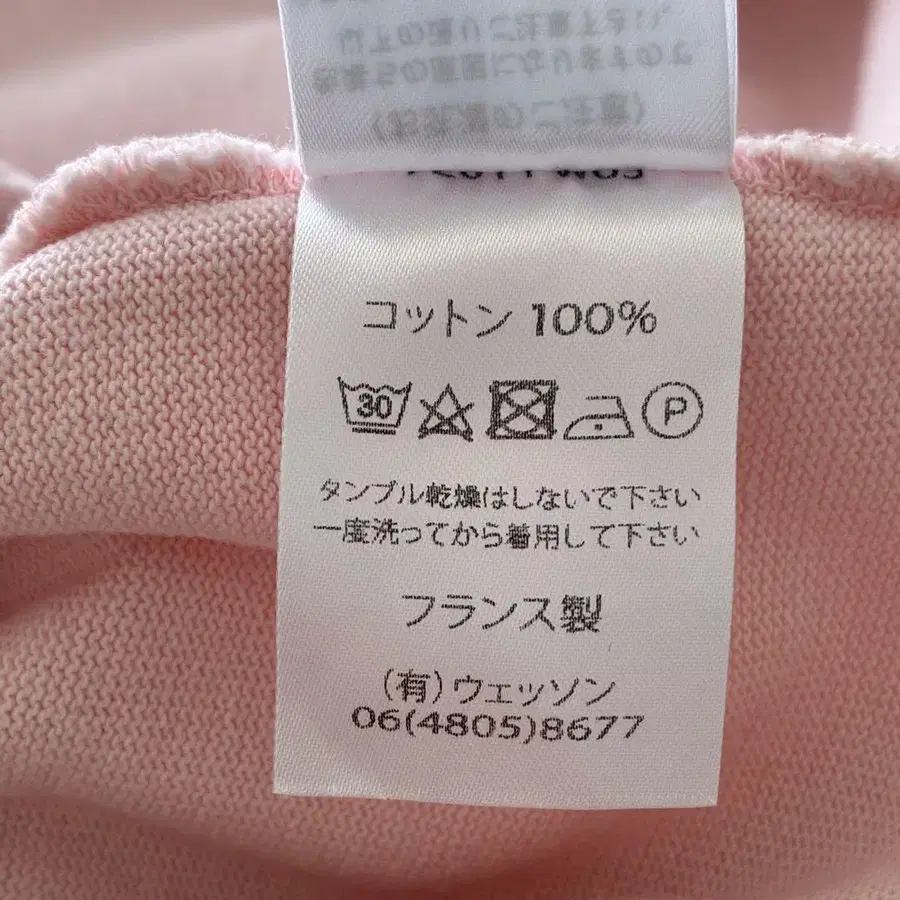 コットン 100%
30
P
タンブル乾燥はしないで下さい
一度洗ってから着用して下さい
フランス製
(有)ウェッソン
06(4805)8677